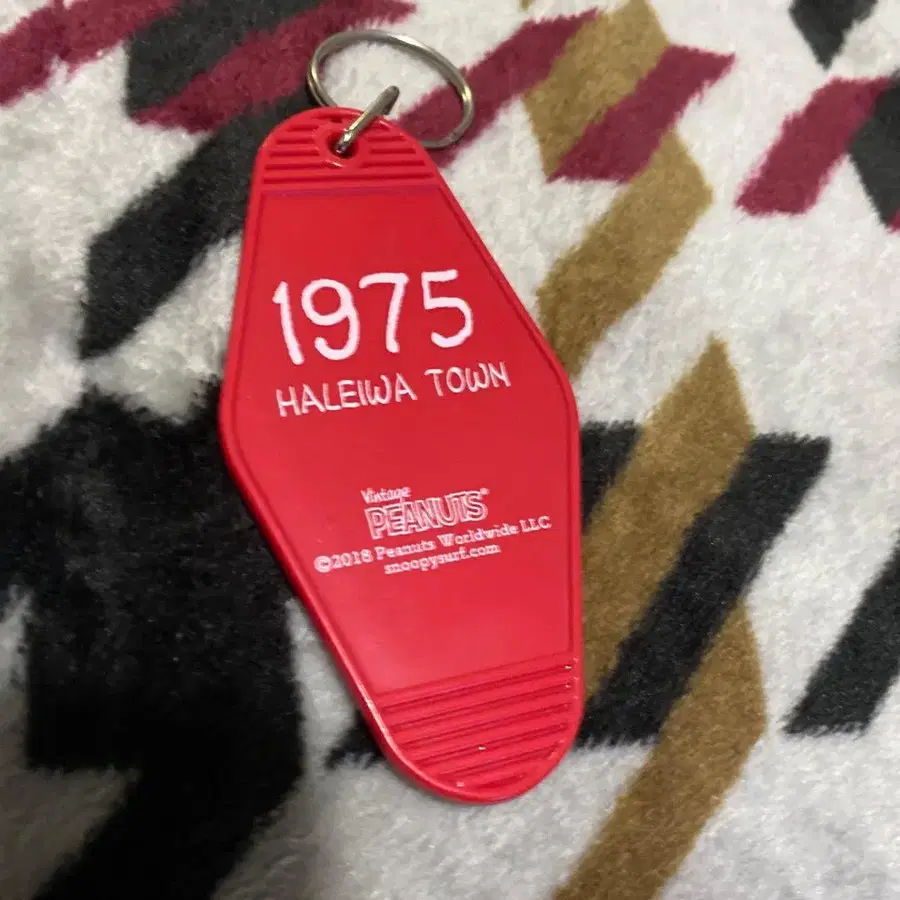 1975
HALEIWA TOWN
Vintage
PEANUTS®
©2018 Peanuts Worldwide LLC
snoopysurf.com